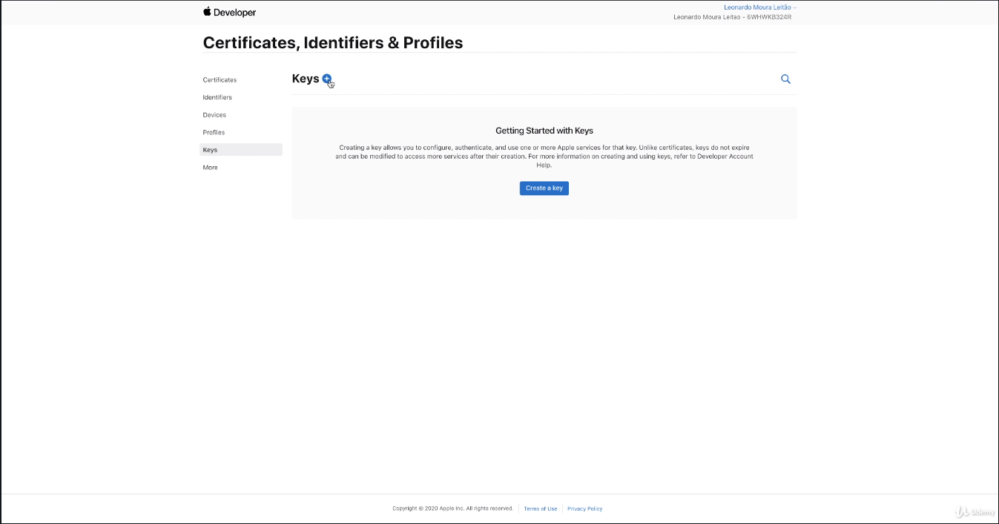 Developer
Leonardo Moura Leitão
Leonardo Moura Leitao - 6WHWKB324R
Certificates, Identifiers & Profiles
Certificates
Identifiers
Devices
Profiles
Keys
More
Keys
Getting Started with Keys
Creating a key allows you to configure, authenticate, and use one or more Apple services for that key. Unlike certificates, keys do not expire
and can be modified to access more services after their creation. For more information on creating and using keys, refer to Developer Account
Help.
Create a key
Copyright © 2020 Apple Inc. All rights reserved.
Terms of Use
Privacy Policy
Udemy